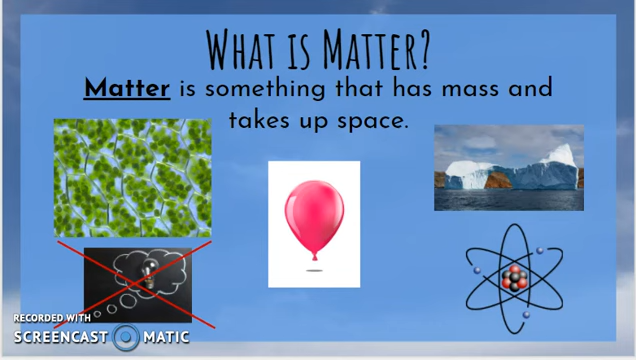 WHAT IS MATTER?
Matter is something that has mass and
takes up space.
RECORDED WITH
SCREENCAST MATIC